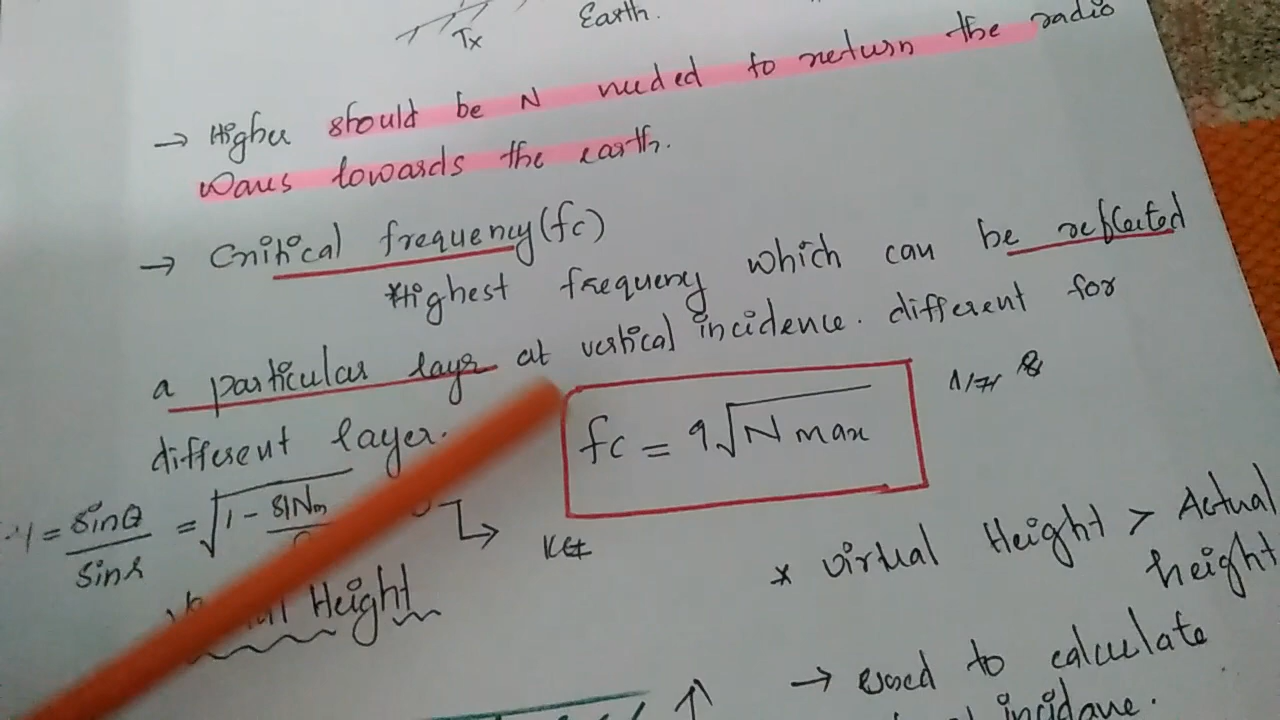 Tx Earth.
→ Higher should be N needed to return the radio
waves towards the earth.
→ Critical frequency (fc)
*Highest frequency which can be reflected
a particular layer at vertical incidence. different for
different layer.
fc = 9√N max
= sinθ / sin = √1 - 81Nm
Height
* virtual Height > Actual
height
→ used to calculate
incidane.